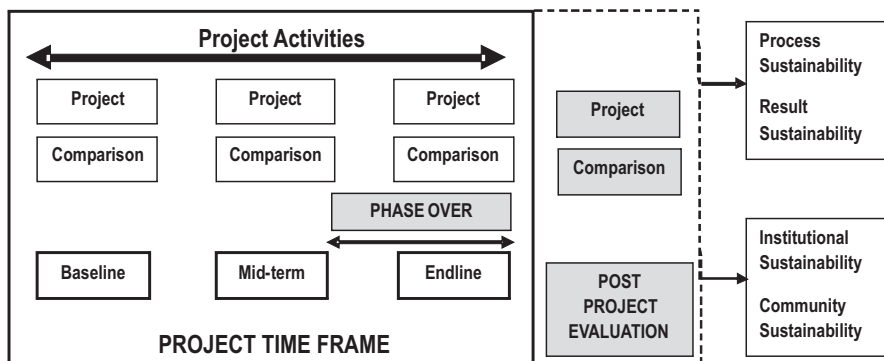 Project Activities
Project
Project
Project
Comparison
Comparison
Comparison
PHASE OVER
Baseline
Mid-term
Endline
PROJECT TIME FRAME
Project
Comparison
POST
PROJECT
EVALUATION
Process
Sustainability
Result
Sustainability
Institutional
Sustainability
Community
Sustainability